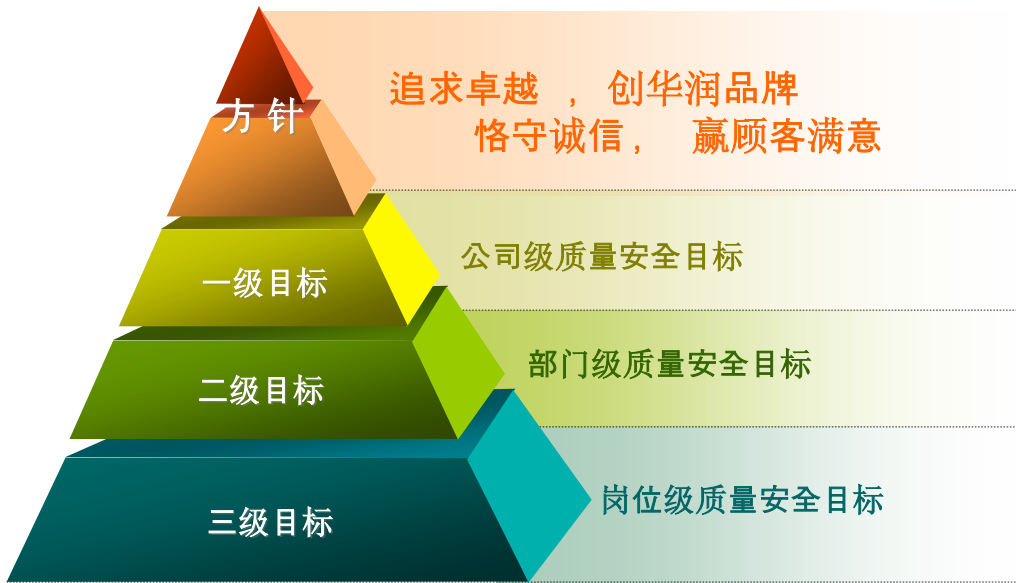 追求卓越 ， 创华润品牌
方 针
恪守诚信， 赢顾客满意
公司级质量安全目标
一级目标
部门级质量安全目标
二级目标
岗位级质量安全目标
三级目标